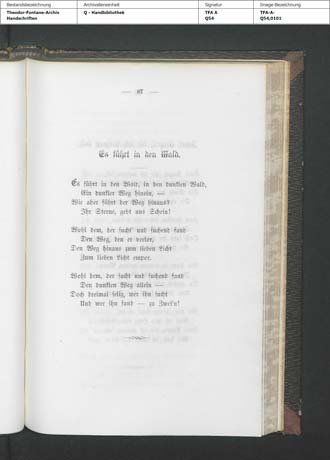 Bestandsbezeichnung Archivalieneinheit Signatur Image-Bezeichnung
Theodor-Fontane-Archiv Handschriften Q - Handbibliothek TFA A Q54 TFA-A-Q54,0101
— 87 —
Es führt in den Wald.
Es führt in den Wald, in den dunklen Wald,
Ein dunkler Weg hinein, —
Wie aber führt der Weg hinaus?
Ihr Sterne, gebt uns Schein!
Wohl dem, der sucht und suchend fand
Den Weg, den er verlor,
Den Weg hinaus zum lieben Licht
Zum lieben Licht empor.
Wohl dem, der sucht und suchend fand
Den dunklen Weg allein —
Doch dreimal selig, wer ihn sucht
Und wer ihn fand — zu Zwei'n!